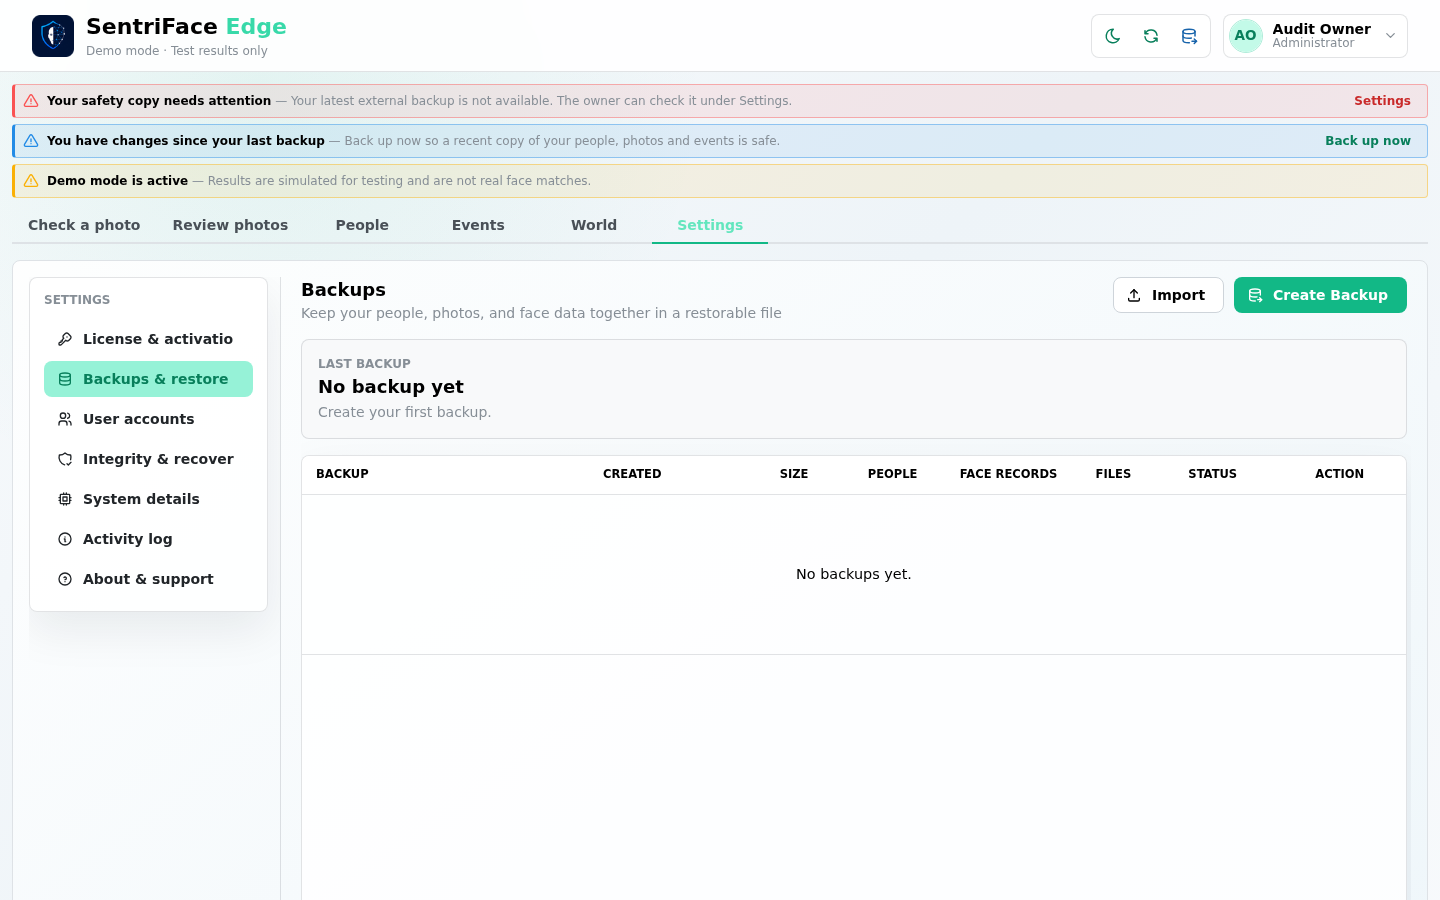 SentriFace Edge
Demo mode · Test results only
AO
Audit Owner
Administrator
Your safety copy needs attention — Your latest external backup is not available. The owner can check it under Settings.
Settings
You have changes since your last backup — Back up now so a recent copy of your people, photos and events is safe.
Back up now
Demo mode is active — Results are simulated for testing and are not real face matches.
Check a photo
Review photos
People
Events
World
Settings
SETTINGS
License & activatio
Backups & restore
User accounts
Integrity & recover
System details
Activity log
About & support
Backups
Keep your people, photos, and face data together in a restorable file
Import
Create Backup
LAST BACKUP
No backup yet
Create your first backup.
BACKUP CREATED SIZE PEOPLE FACE RECORDS FILES STATUS ACTION
No backups yet.